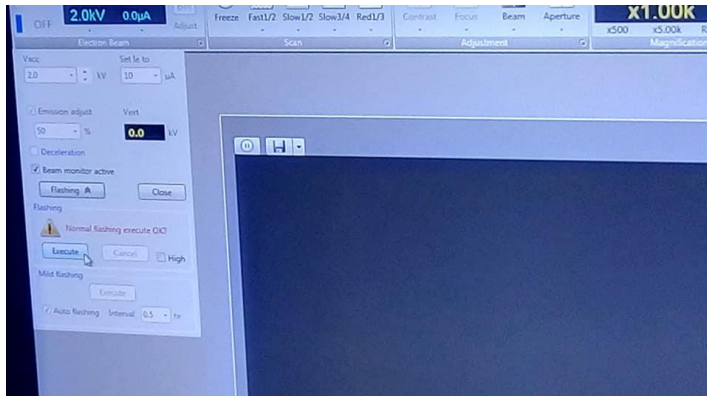 OFF 2.0kV 0.0µA Adjust
Freeze Fast1/2 Slow1/2 Slow3/4 Red1/3 Contrast Focus Beam Aperture
x1.00k
x500 x5.00k
Electron Beam Scan Adjustment Magnification
Vacc Set Ie to
2.0 kV 10 µA
Emission adjust Vext
50 % 0.0 kV
Deceleration
Beam monitor active
Flashing Close
Flashing
Normal flashing execute OK?
Execute Cancel High
Mild flashing
Execute
Auto flashing Interval 0.5 hr